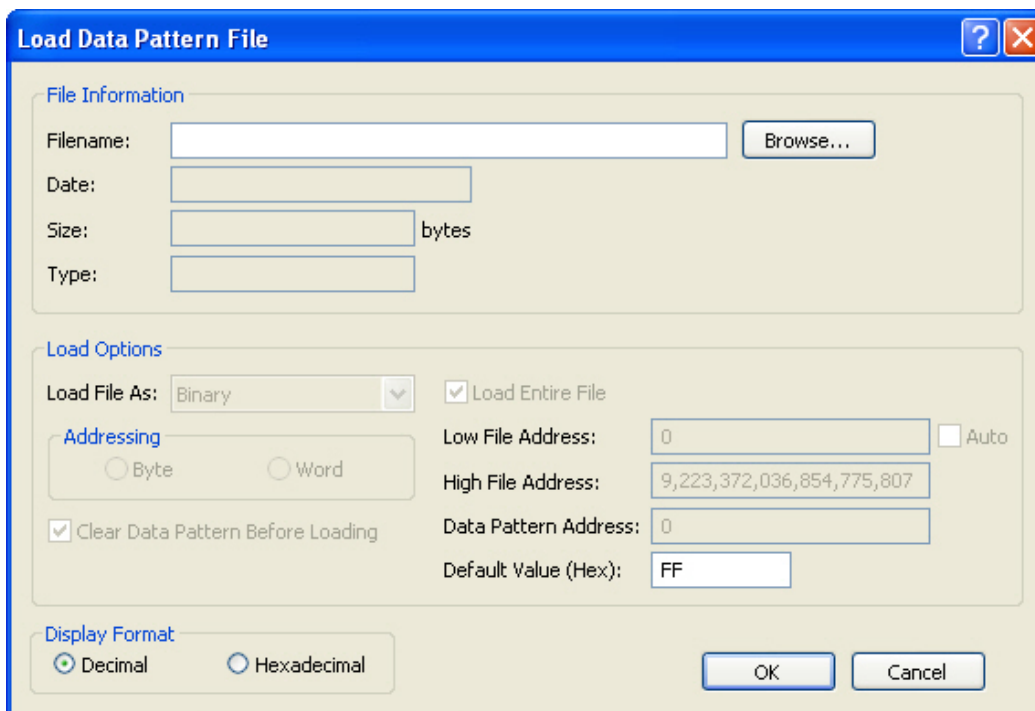 Load Data Pattern File
File Information
Filename: Browse...
Date:
Size: bytes
Type:
Load Options
Load File As: Binary Load Entire File
Addressing Low File Address: 0 Auto
Byte Word High File Address: 9,223,372,036,854,775,807
Clear Data Pattern Before Loading Data Pattern Address: 0
Default Value (Hex): FF
Display Format
Decimal Hexadecimal OK Cancel